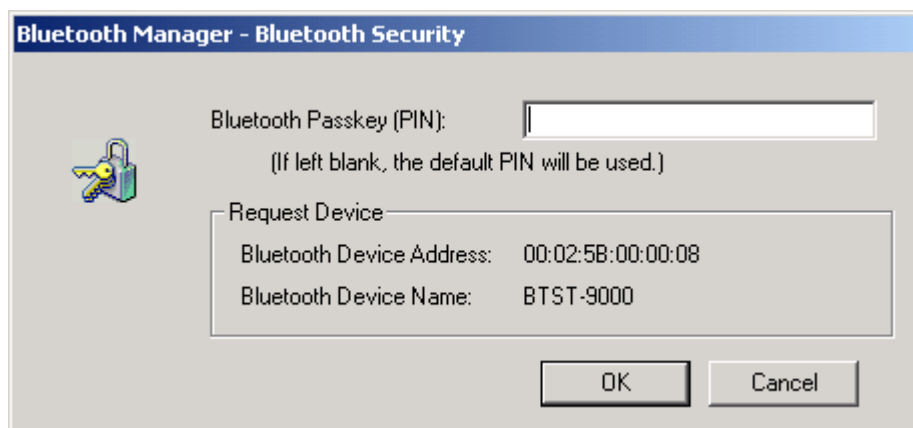 Bluetooth Manager - Bluetooth Security
Bluetooth Passkey (PIN):
(If left blank, the default PIN will be used.)
Request Device
Bluetooth Device Address: 00:02:5B:00:00:08
Bluetooth Device Name: BTST-9000
OK Cancel